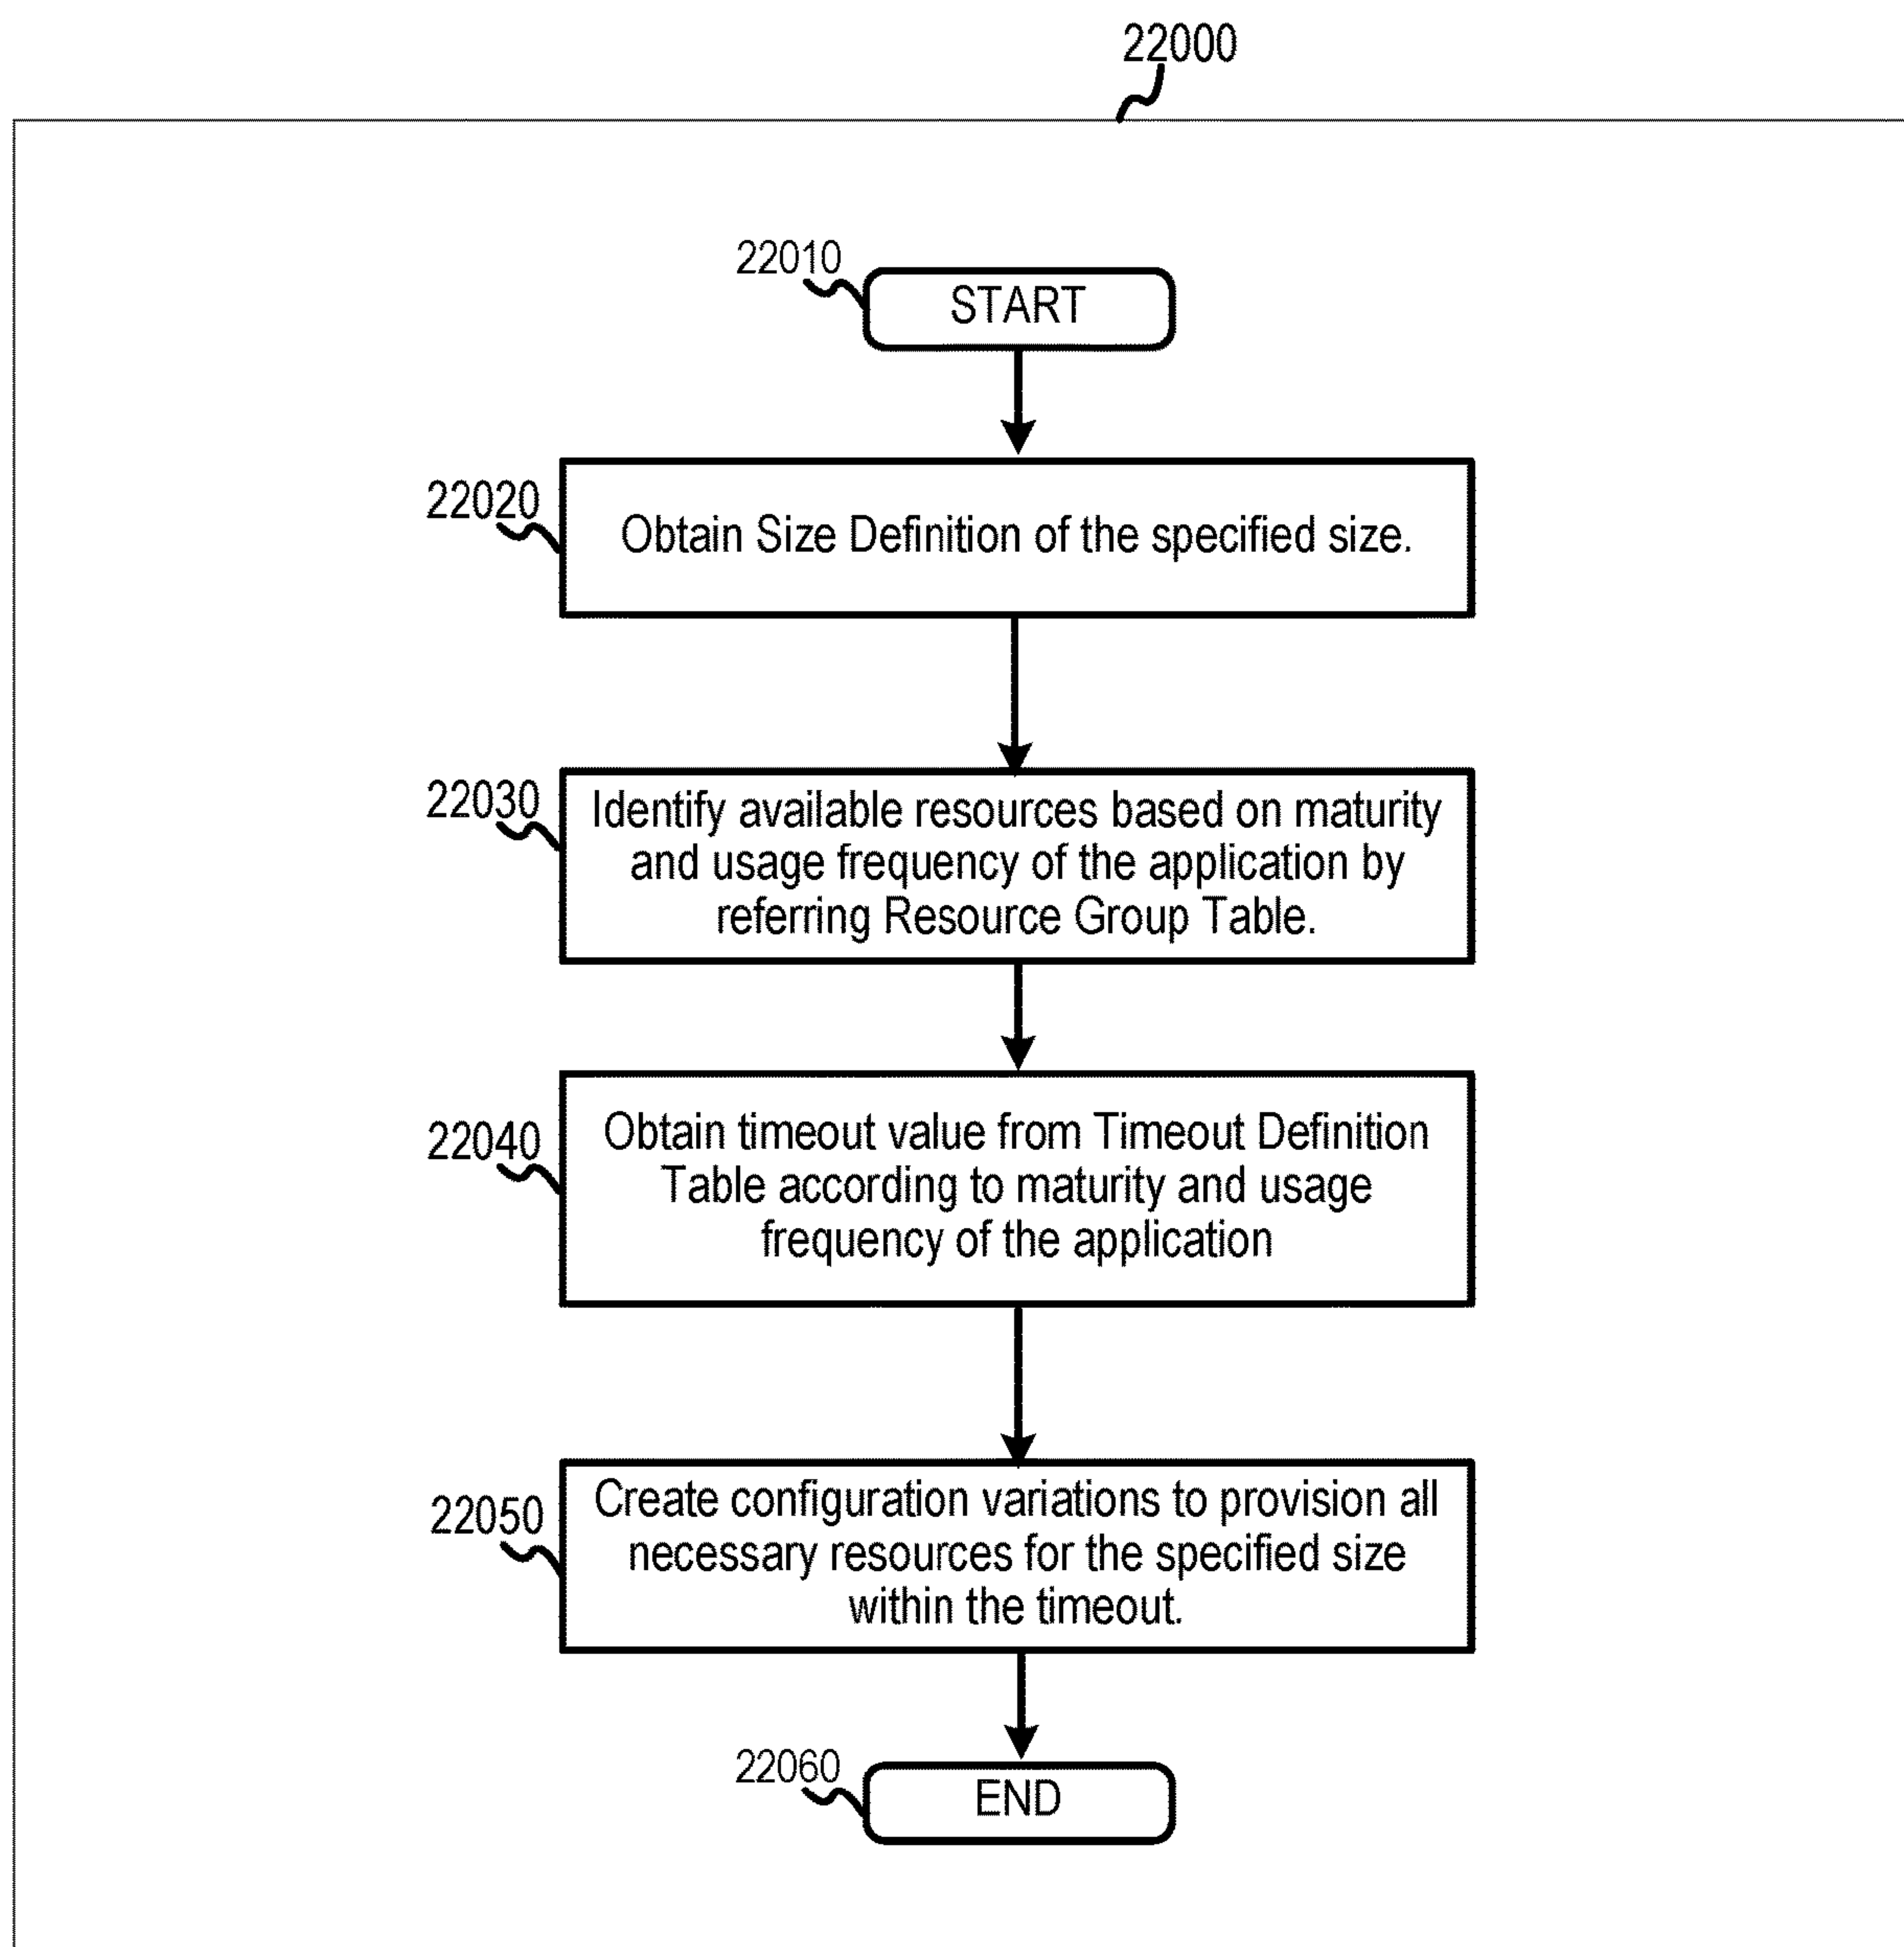 22000
22010
START
22020
Obtain Size Definition of the specified size.
22030
Identify available resources based on maturity
and usage frequency of the application by
referring Resource Group Table.
22040
Obtain timeout value from Timeout Definition
Table according to maturity and usage
frequency of the application
22050
Create configuration variations to provision all
necessary resources for the specified size
within the timeout.
22060
END